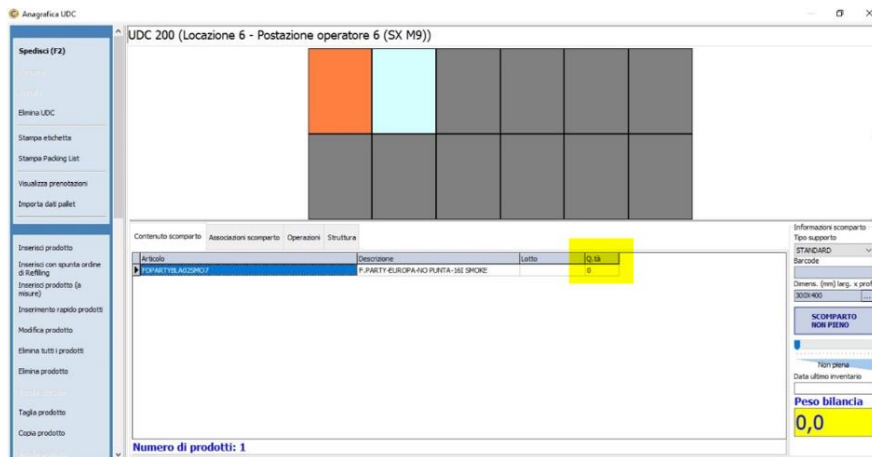 Anagrafica UDC
Spedisci (F2)
Elimina UDC
Stampa etichetta
Stampa Packing List
Visualizza prenotazioni
Importa dati pallet
Inserisci prodotto
Inserisci con spunta ordine
di Refilling
Inserisci prodotto (a
misure)
Inserimento rapido prodotti
Modifica prodotto
Elimina tutti i prodotti
Elimina prodotto
Taglia prodotto
Copia prodotto
UDC 200 (Locazione 6 - Postazione operatore 6 (SX M9))
Contenuto scomparto Associazioni scomparto Operazioni Struttura
Articolo Descrizione Lotto Q.tà
FOPARTYBLA02SMO7 F.PARTY-EUROPA-NO PUNTA-16I SMOKE 0
Numero di prodotti: 1
Informazioni scomparto
Tipo supporto
STANDARD
Barcode
Dimens. (mm) larg. x prof
300X400 ...
SCOMPARTO
NON PIENO
Non piena
Data ultimo inventario
Peso bilancia
0,0